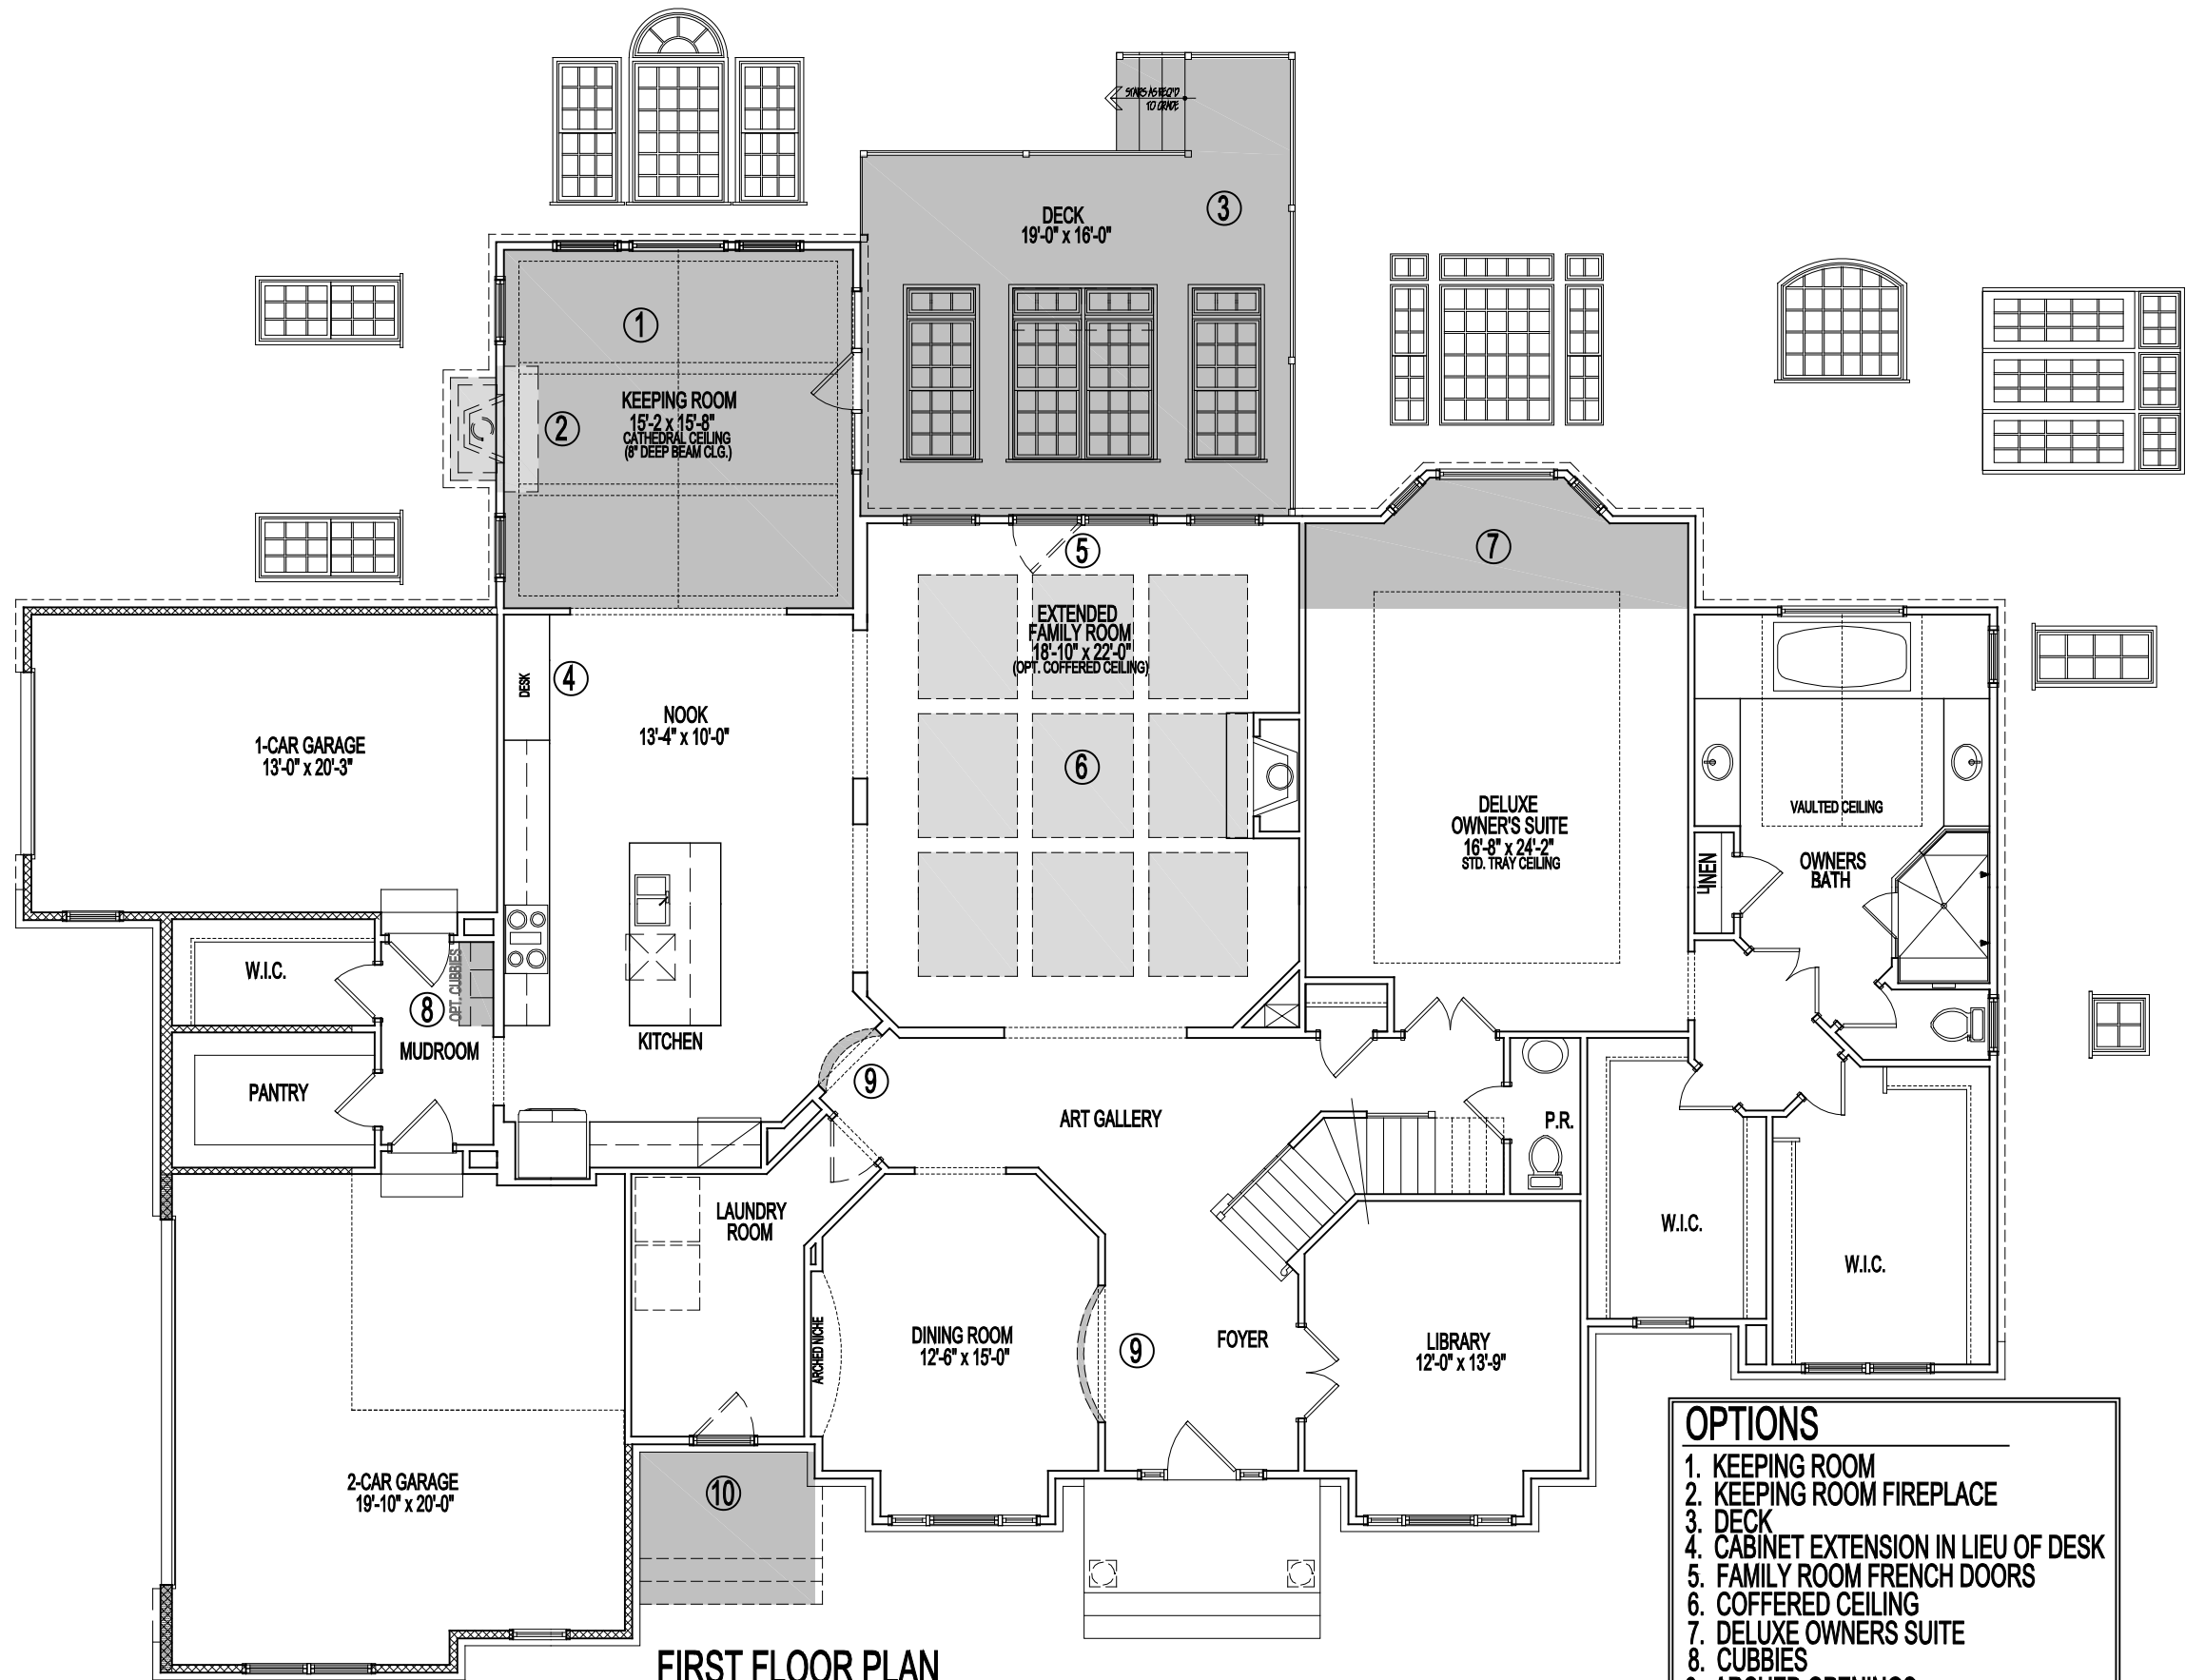 STAIRS AS REQ'D
TO GRADE
3
DECK
19'-0" x 16'-0"
1
2
KEEPING ROOM
15'-2 x 15'-8"
CATHEDRAL CEILING
(8" DEEP BEAM CLG.)
5
7
EXTENDED
FAMILY ROOM
18'-10" x 22'-0"
(OPT. COFFERED CEILING)
DESK
4
NOOK
13'-4" x 10'-0"
1-CAR GARAGE
13'-0" x 20'-3"
6
DELUXE
OWNER'S SUITE
16'-8" x 24'-2"
STD. TRAY CEILING
VAULTED CEILING
LINEN
OWNERS
BATH
W.I.C.
OPT. CUBBIES
8
MUDROOM
KITCHEN
PANTRY
9
ART GALLERY
P.R.
LAUNDRY
ROOM
W.I.C.
W.I.C.
ARCHED NICHE
DINING ROOM
12'-6" x 15'-0"
9
FOYER
LIBRARY
12'-0" x 13'-9"
2-CAR GARAGE
19'-10" x 20'-0"
10
FIRST FLOOR PLAN
OPTIONS
1. KEEPING ROOM
2. KEEPING ROOM FIREPLACE
3. DECK
4. CABINET EXTENSION IN LIEU OF DESK
5. FAMILY ROOM FRENCH DOORS
6. COFFERED CEILING
7. DELUXE OWNERS SUITE
8. CUBBIES
9. ARCHED OPENINGS